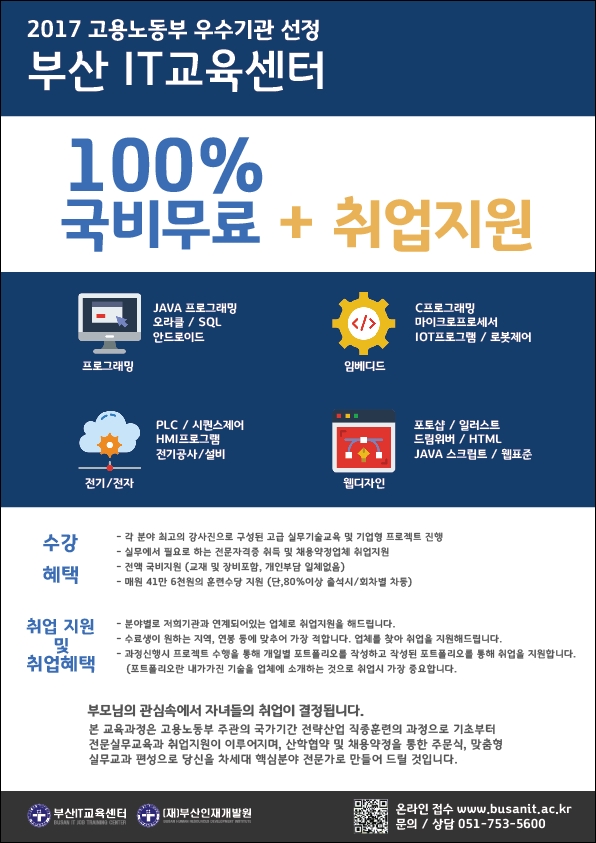 2017 고용노동부 우수기관 선정
부산 IT교육센터
100%
국비무료 + 취업지원
JAVA 프로그래밍
오라클 / SQL
안드로이드
프로그래밍
C프로그래밍
마이크로프로세서
IOT프로그램 / 로봇제어
임베디드
PLC / 시퀀스제어
HMI프로그램
전기공사/설비
전기/전자
포토샵 / 일러스트
드림위버 / HTML
JAVA 스크립트 / 웹표준
웹디자인
수강
혜택
- 각 분야 최고의 강사진으로 구성된 고급 실무기술교육 및 기업형 프로젝트 진행
- 실무에서 필요로 하는 전문자격증 취득 및 채용약정업체 취업지원
- 전액 국비지원 (교재 및 장비포함, 개인부담 일체없음)
- 매월 41만 6천원의 훈련수당 지원 (단,80%이상 출석시/회차별 차등)
취업 지원
및
취업혜택
- 분야별로 저희기관과 연계되어있는 업체로 취업지원을 해드립니다.
- 수료생이 원하는 지역, 연봉 등에 맞추어 가장 적합니다. 업체를 찾아 취업을 지원해드립니다.
- 과정신행시 프로젝트 수행을 통해 개일별 포트폴리오를 작성하고 작성된 포트폴리오를 통해 취업을 지원합니다.
(포트폴리오란 내가가진 기술을 업체에 소개하는 것으로 취업시 가장 중요합니다.
부모님의 관심속에서 자녀들의 취업이 결정됩니다.
본 교육과정은 고용노동부 주관의 국가기간 전략산업 직종훈련의 과정으로 기초부터
전문실무교육과 취업지원이 이루어지며, 산학협약 및 채용약정을 통한 주문식, 맞춤형
실무교과 편성으로 당신을 차세대 핵심분야 전문가로 만들어 드릴 것입니다.
부산IT교육센터
BUSAN IT JOB TRAINING CENTER
(재)부산인재개발원
온라인 접수 www.busanit.ac.kr
문의 / 상담 051-753-5600